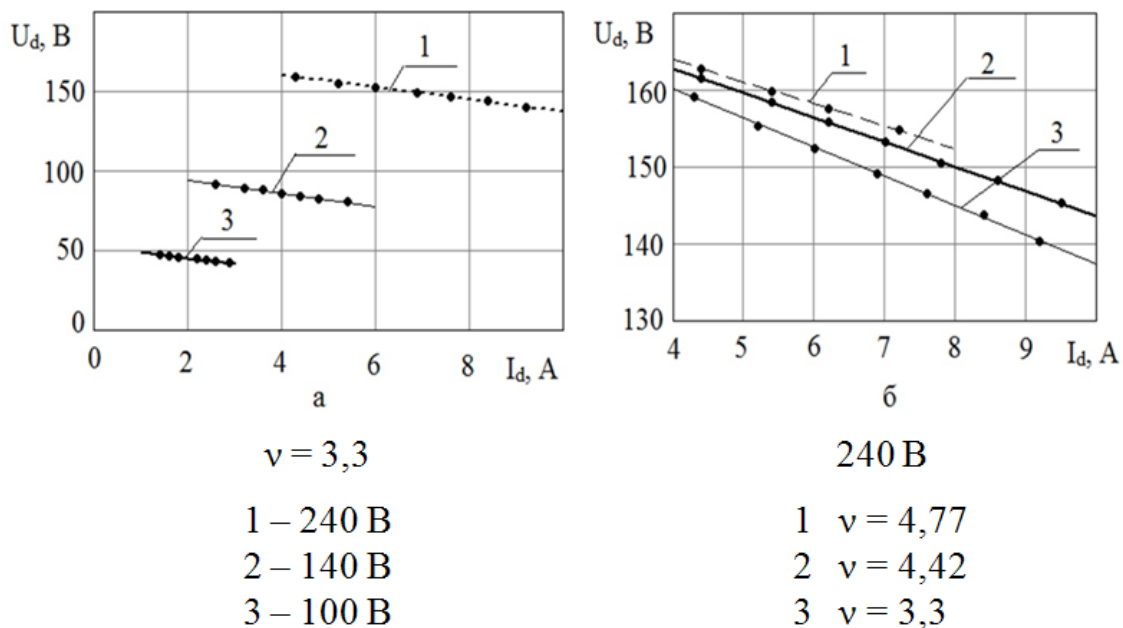 U_d, В
150
100
50
0
1
2
3
0 2 4 6 8 I_d, А
а
ν = 3,3
1 – 240 В
2 – 140 В
3 – 100 В
U_d, В
160
150
140
130
1
2
3
4 5 6 7 8 9 I_d, А
б
240 В
1 ν = 4,77
2 ν = 4,42
3 ν = 3,3